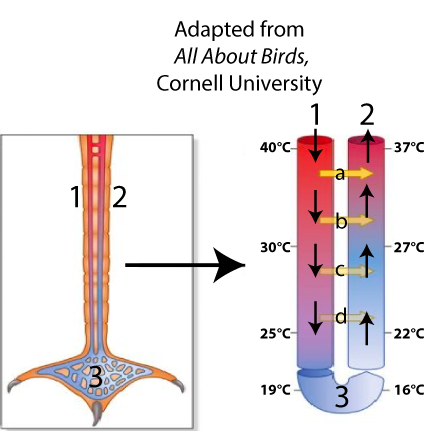 Adapted from
All About Birds,
Cornell University
1 2
3
1 2
40°C 37°C
a
b
30°C 27°C
c
d
25°C 22°C
19°C 3 16°C